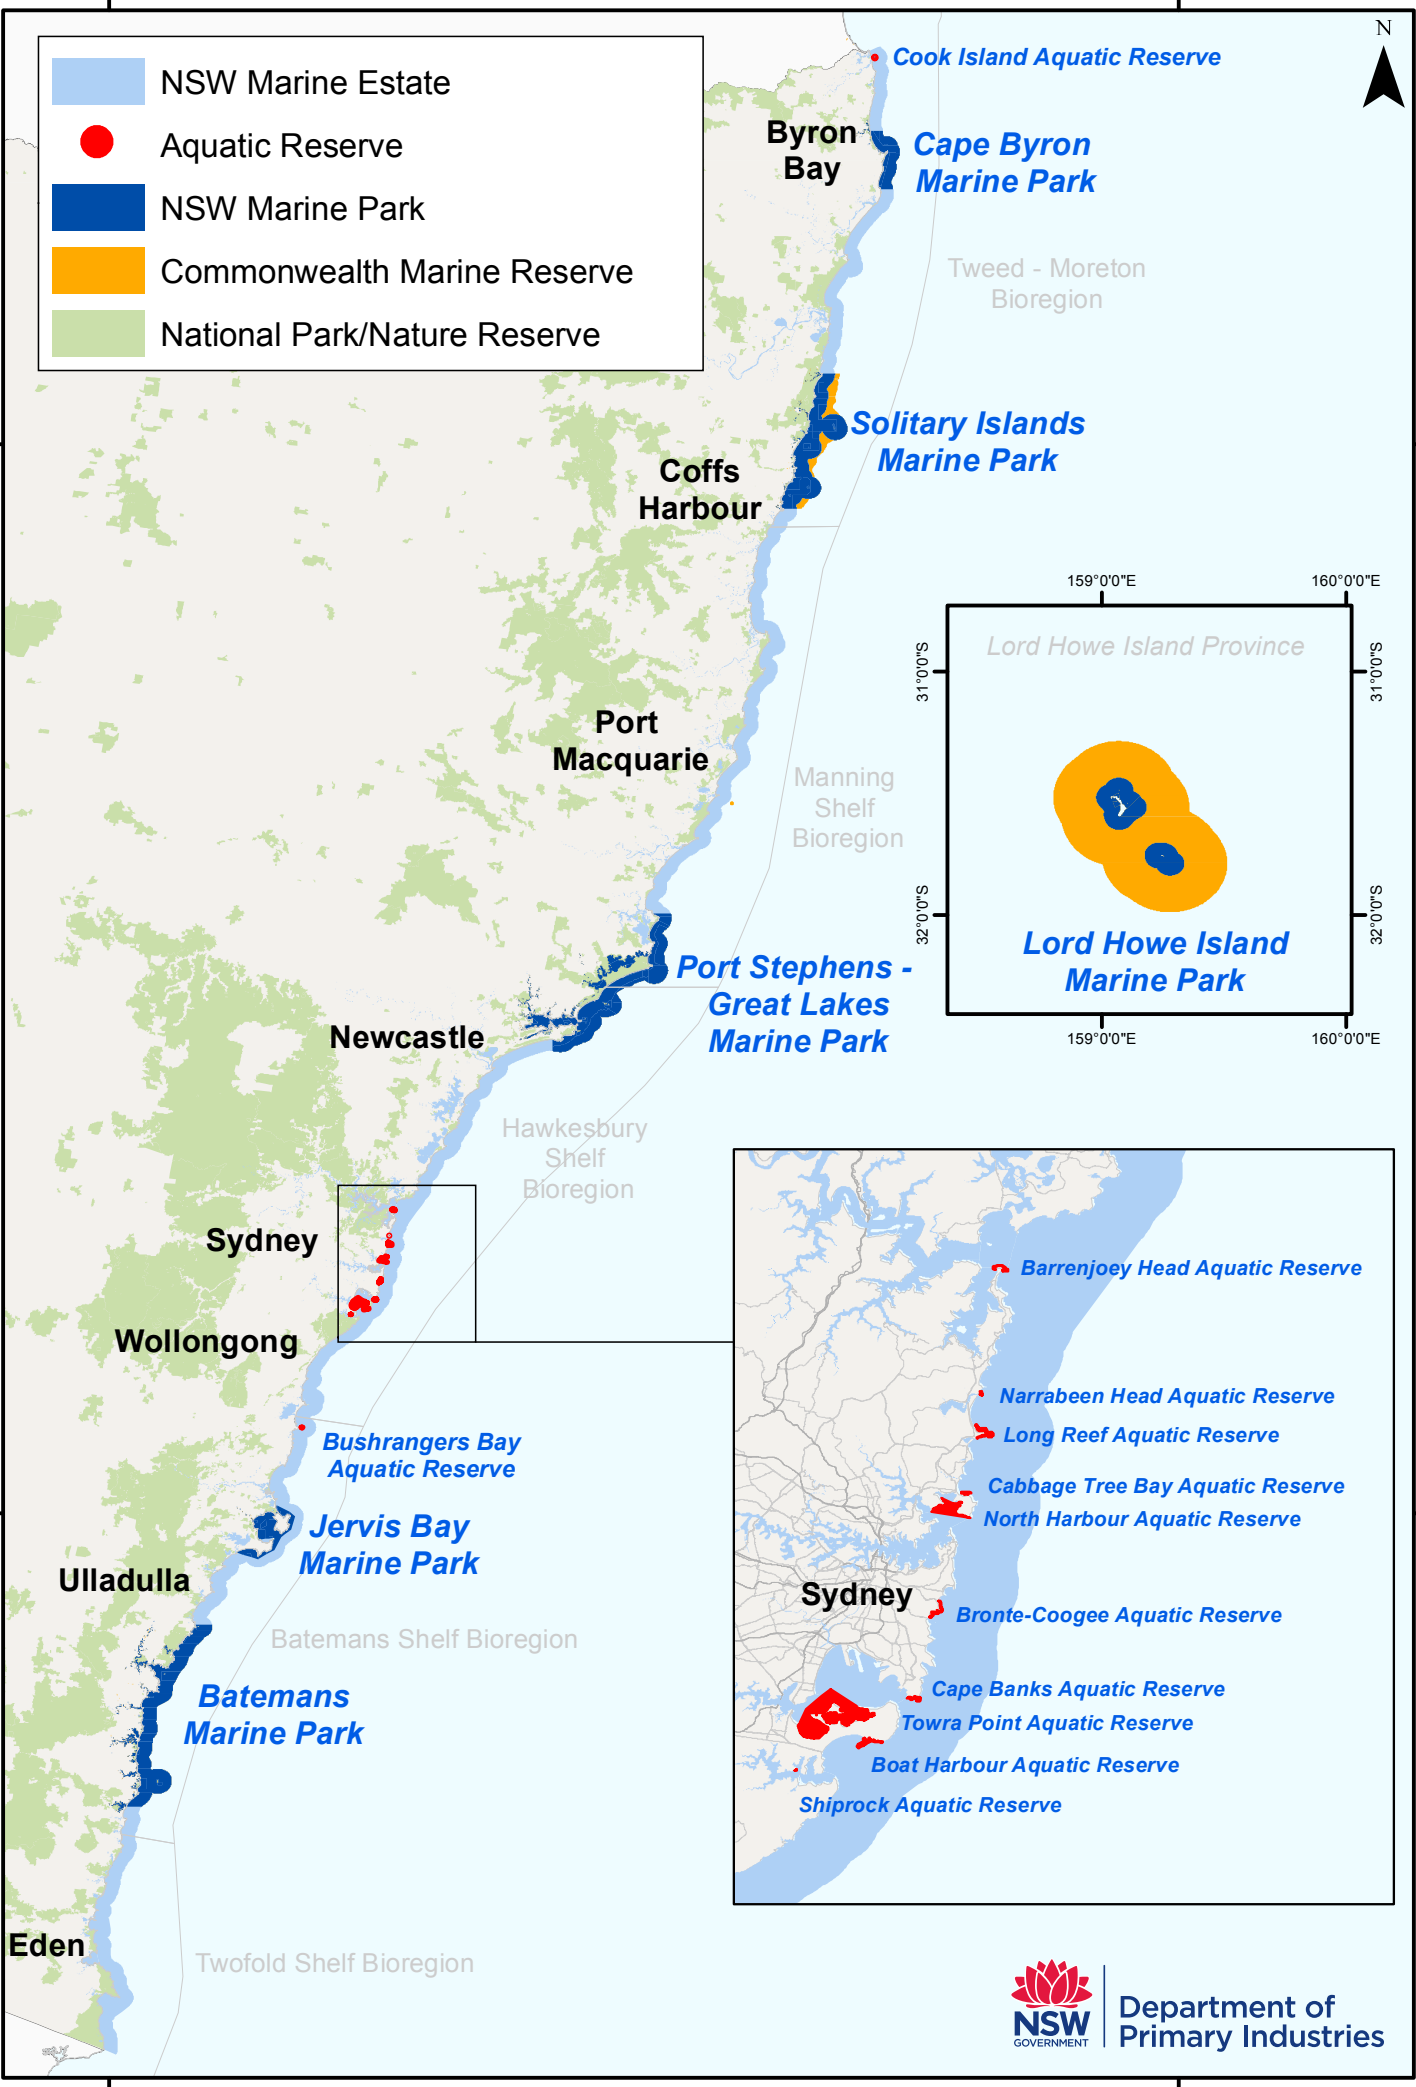 N
NSW Marine Estate
Aquatic Reserve
NSW Marine Park
Commonwealth Marine Reserve
National Park/Nature Reserve
Cook Island Aquatic Reserve
Byron
Bay
Cape Byron
Marine Park
Tweed - Moreton
Bioregion
Solitary Islands
Marine Park
Coffs
Harbour
159°0'0"E
160°0'0"E
Lord Howe Island Province
31°0'0"S
31°0'0"S
32°0'0"S
32°0'0"S
Lord Howe Island
Marine Park
159°0'0"E
160°0'0"E
Port
Macquarie
Manning
Shelf
Bioregion
Port Stephens -
Great Lakes
Marine Park
Newcastle
Hawkesbury
Shelf
Bioregion
Sydney
Wollongong
Bushrangers Bay
Aquatic Reserve
Jervis Bay
Marine Park
Ulladulla
Batemans Shelf Bioregion
Batemans
Marine Park
Eden
Twofold Shelf Bioregion
Barrenjoey Head Aquatic Reserve
Narrabeen Head Aquatic Reserve
Long Reef Aquatic Reserve
Cabbage Tree Bay Aquatic Reserve
North Harbour Aquatic Reserve
Sydney
Bronte-Coogee Aquatic Reserve
Cape Banks Aquatic Reserve
Towra Point Aquatic Reserve
Boat Harbour Aquatic Reserve
Shiprock Aquatic Reserve
NSW
GOVERNMENT
Department of
Primary Industries